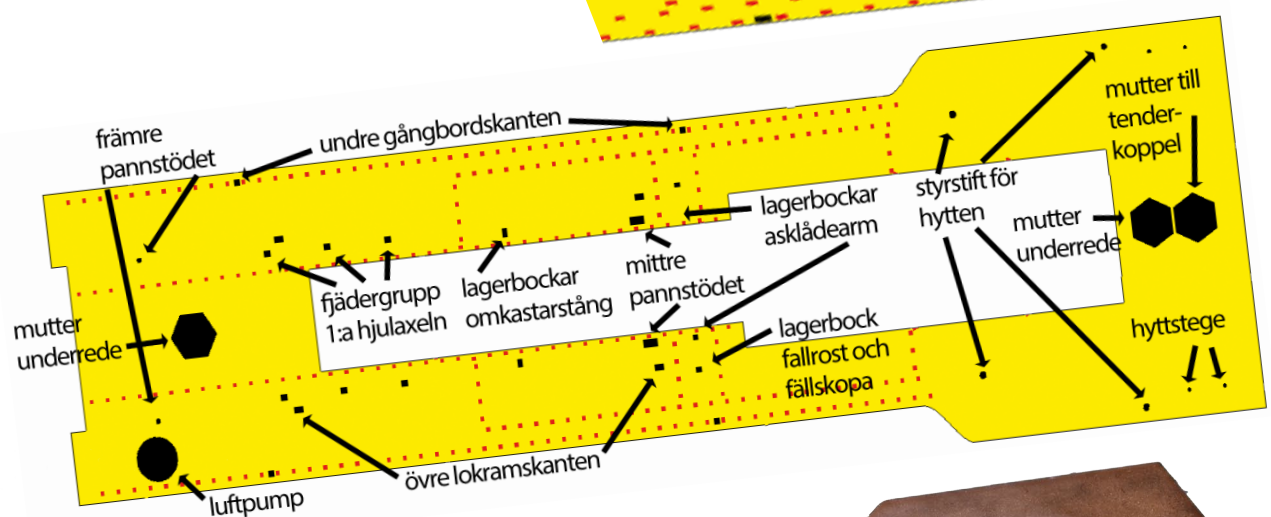 främre
pannstödet
undre gångbordskanten
mutter till
tender-
koppel
styrstift för
hytten
lagerbockar
asklådearm
mutter
underrede
mittre
pannstödet
lagerbockar
omkastarstång
fjädergrupp
1:a hjulaxeln
mutter
underrede
lagerbock
fallrost och
fällskopa
hyttstege
övre lokramskanten
luftpump